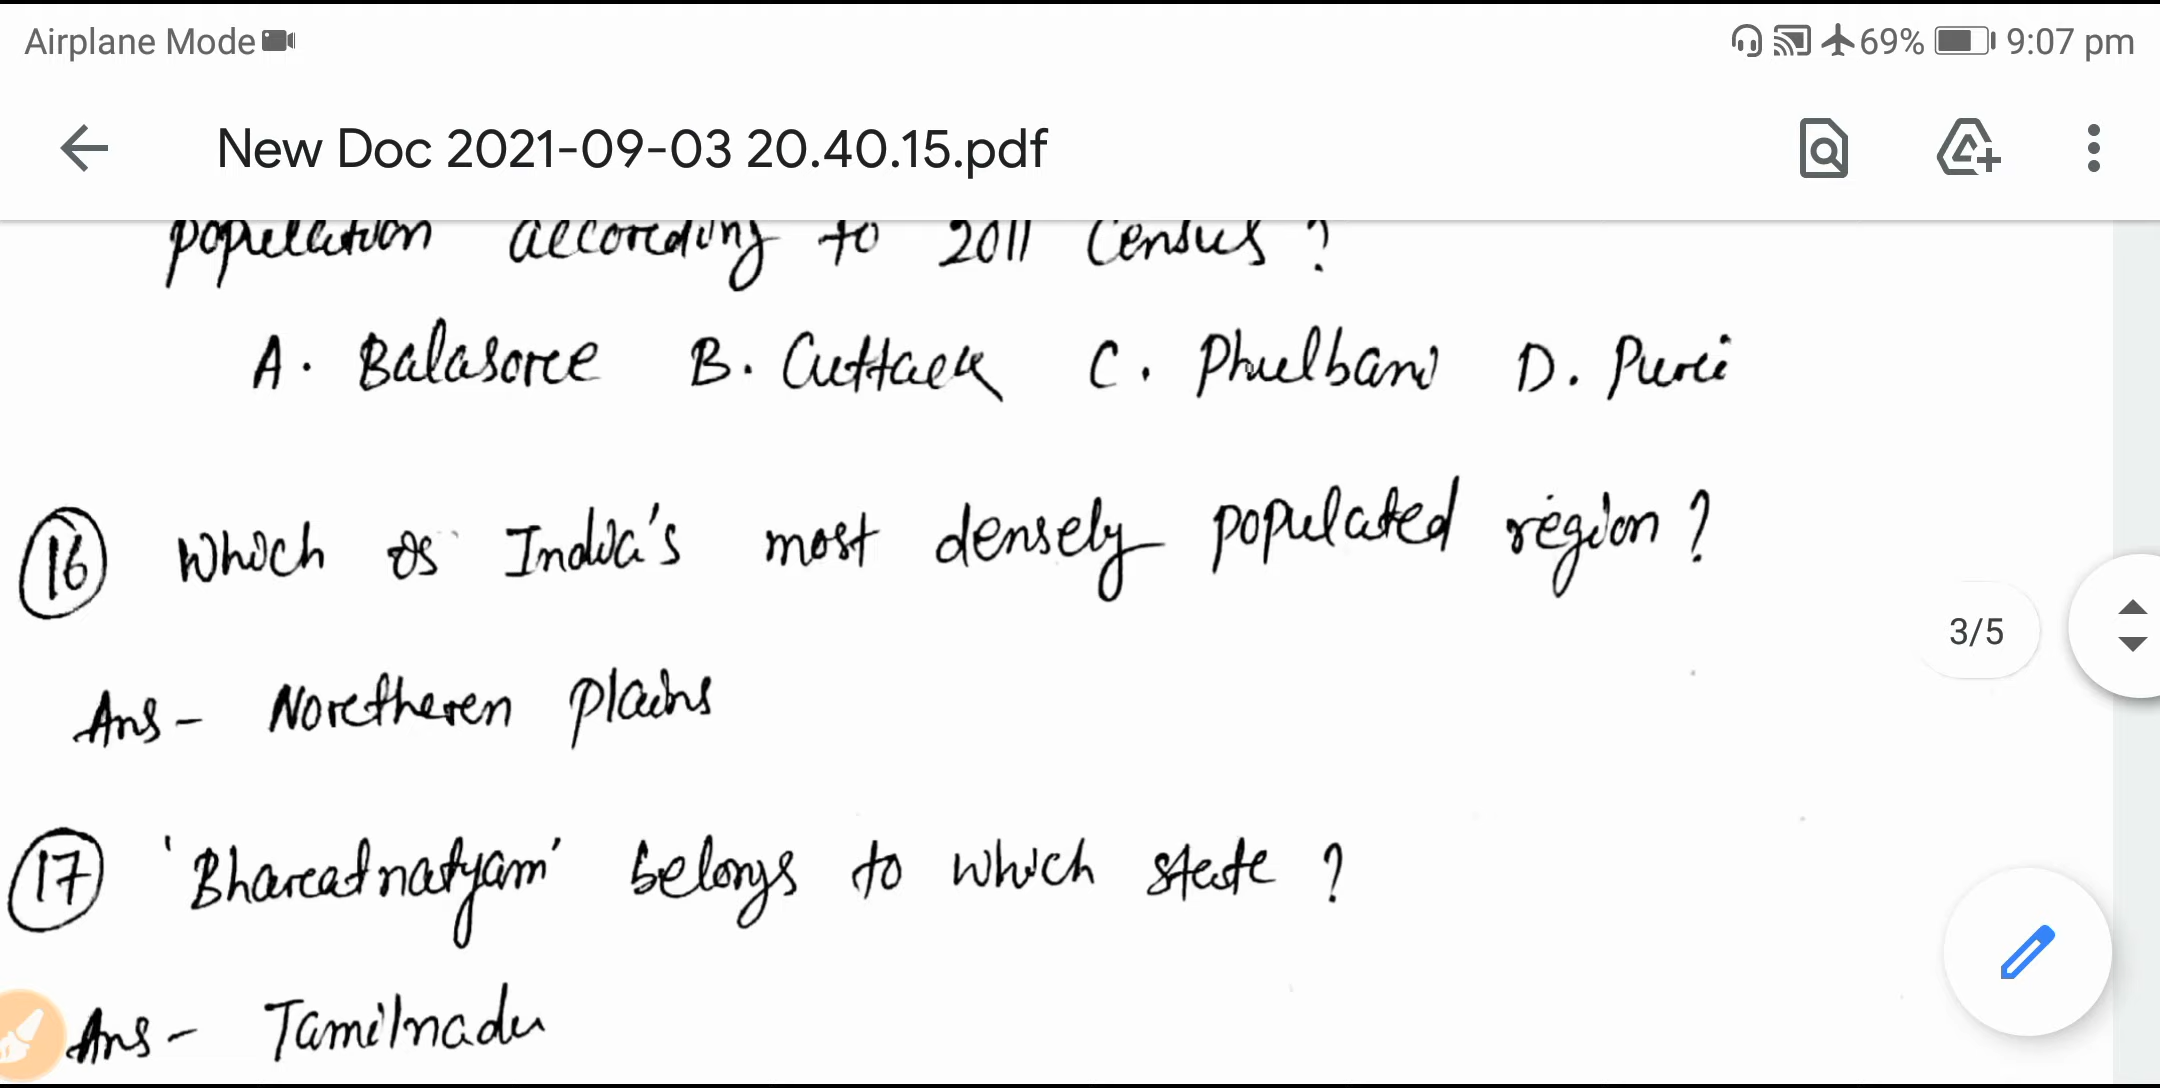 Airplane Mode 69% 9:07 pm
New Doc 2021-09-03 20.40.15.pdf
population according to 2011 Census ?
A. Balasore B. Cuttack C. Phulbani D. Puri
16 Which is India's most densely populated region ?
3/5
Ans - Northern Plains
17 'Bharatnatyam' belongs to which state ?
Ans - Tamilnadu